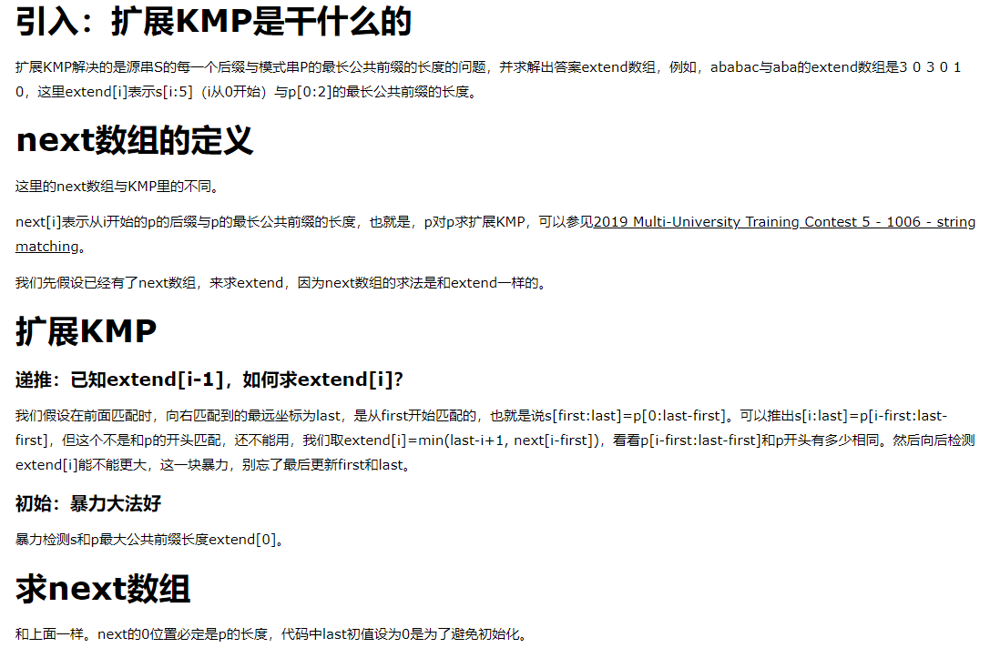 引入：扩展KMP是干什么的
扩展KMP解决的是源串S的每一个后缀与模式串P的最长公共前缀的长度的问题，并求解出答案extend数组，例如，ababac与aba的extend数组是3 0 3 0 1
0，这里extend[i]表示s[i:5]（i从0开始）与p[0:2]的最长公共前缀的长度。
next数组的定义
这里的next数组与KMP里的不同。
next[i]表示从i开始的p的后缀与p的最长公共前缀的长度，也就是，p对p求扩展KMP，可以参见2019 Multi-University Training Contest 5 - 1006 - string
matching。
我们先假设已经有了next数组，来求extend，因为next数组的求法是和extend一样的。
扩展KMP
递推：已知extend[i-1]，如何求extend[i]？
我们假设在前面匹配时，向右匹配到的最远坐标为last，是从first开始匹配的，也就是说s[first:last]=p[0:last-first]。可以推出s[i:last]=p[i-first:last-
first]，但这个不是和p的开头匹配，还不能用，我们取extend[i]=min(last-i+1, next[i-first])，看看p[i-first:last-first]和p开头有多少相同。然后向后检测
extend[i]能不能更大，这一块暴力，别忘了最后更新first和last。
初始：暴力大法好
暴力检测s和p最大公共前缀长度extend[0]。
求next数组
和上面一样。next的0位置必定是p的长度，代码中last初值设为0是为了避免初始化。